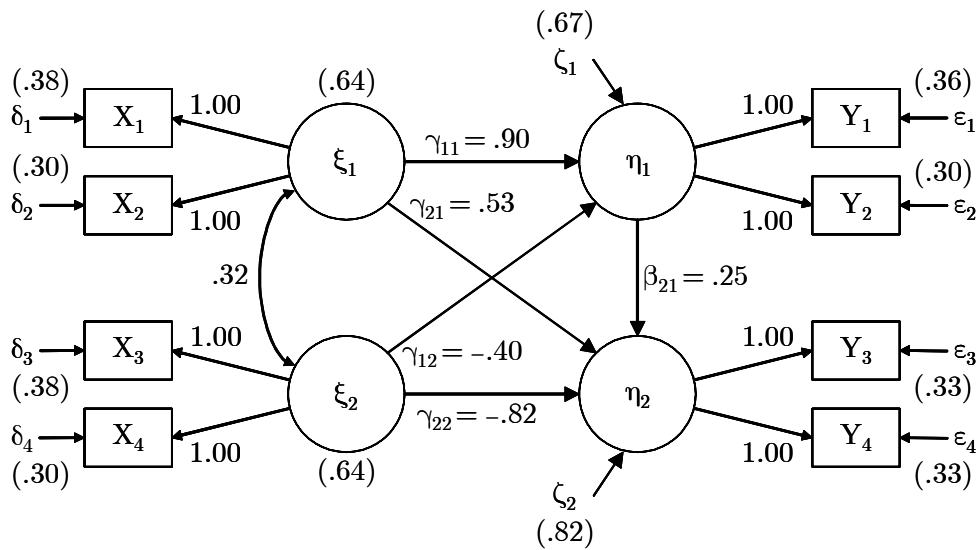 (.67)
ζ1
(.38)
δ1
X1
1.00
(.64)
ξ1
γ11 = .90
η1
1.00
Y1
(.36)
ε1
(.30)
δ2
X2
1.00
γ21 = .53
1.00
Y2
(.30)
ε2
.32
β21 = .25
δ3
(.38)
X3
1.00
ξ2
(.64)
γ12 = –.40
γ22 = –.82
η2
1.00
Y3
ε3
(.33)
δ4
(.30)
X4
1.00
1.00
Y4
ε4
(.33)
ζ2
(.82)